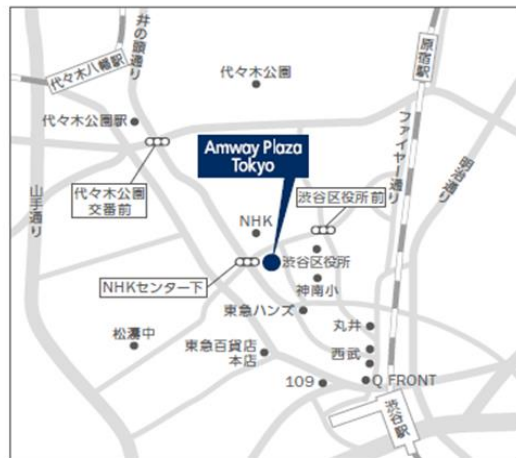 井の頭通り
代々木八幡駅
代々木公園
原宿駅
代々木公園駅
ファイヤー通り
明治通り
Amway Plaza
Tokyo
山手通り
代々木公園
交番前
渋谷区役所前
NHK
渋谷区役所
NHKセンター下
神南小
東急ハンズ
丸井
松濤中
東急百貨店
本店
西武
109
Q FRONT
渋谷駅